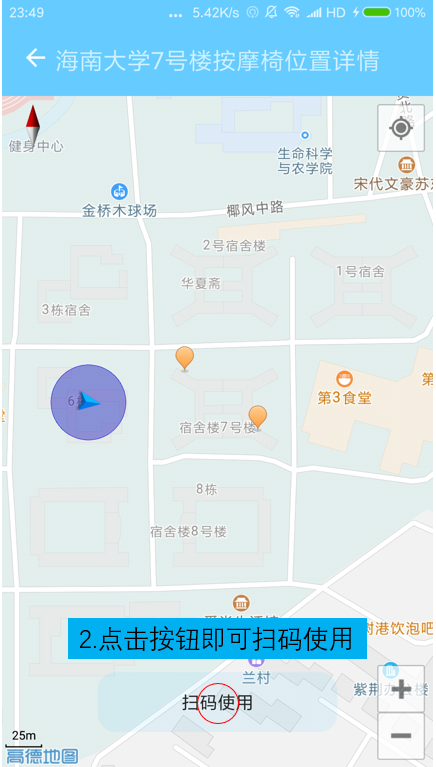 23:49 ... 5.42K/s HD 100%
海南大学7号楼按摩椅位置详情
健身中心
生命科学
与农学院
宋代文豪苏东
金桥木球场
椰风中路
2号宿舍楼
1号宿舍
华夏斋
3栋宿舍
第3食堂
第
6
宿舍楼7号楼
8栋
宿舍楼8号楼
2.点击按钮即可扫码使用
树港饮泡吧
兰村
紫荆办 楼
扫码使用
25m
高德地图